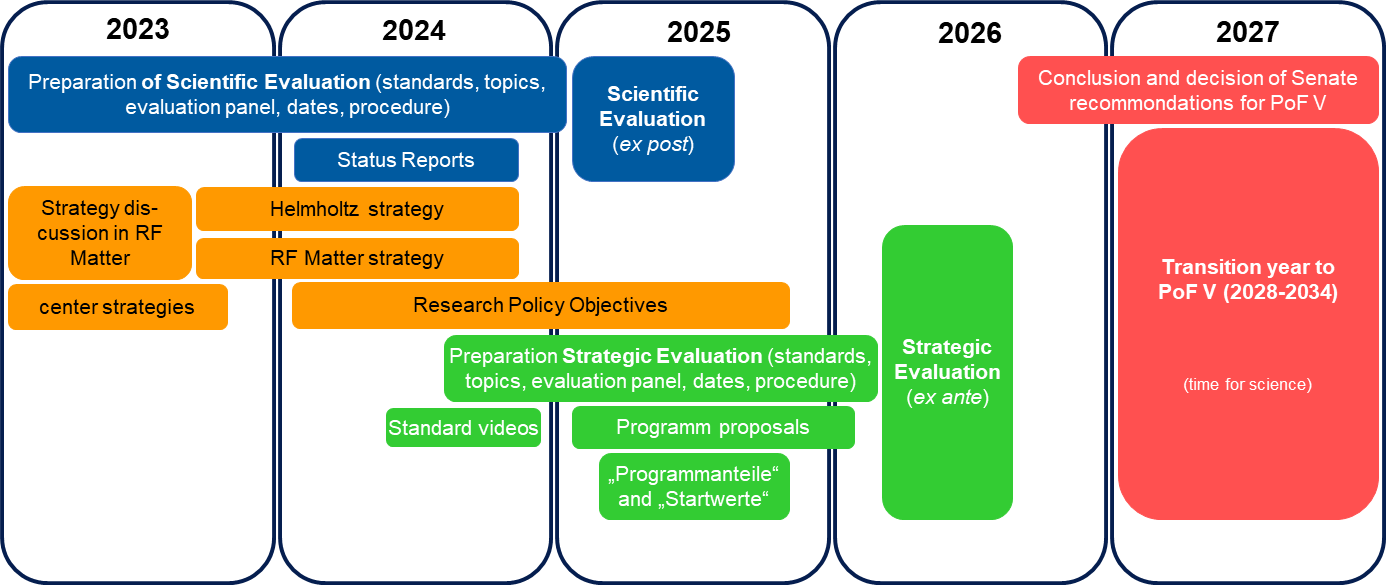 2023
2024
2025
2026
2027
Preparation of Scientific Evaluation (standards, topics,
evaluation panel, dates, procedure)
Scientific
Evaluation
(ex post)
Conclusion and decision of Senate
recommondations for PoF V
Status Reports
Strategy dis-
cussion in RF
Matter
Helmholtz strategy
RF Matter strategy
center strategies
Research Policy Objectives
Preparation Strategic Evaluation (standards,
topics, evaluation panel, dates, procedure)
Standard videos
Programm proposals
„Programmanteile“
and „Startwerte“
Strategic
Evaluation
(ex ante)
Transition year to
PoF V (2028-2034)
(time for science)